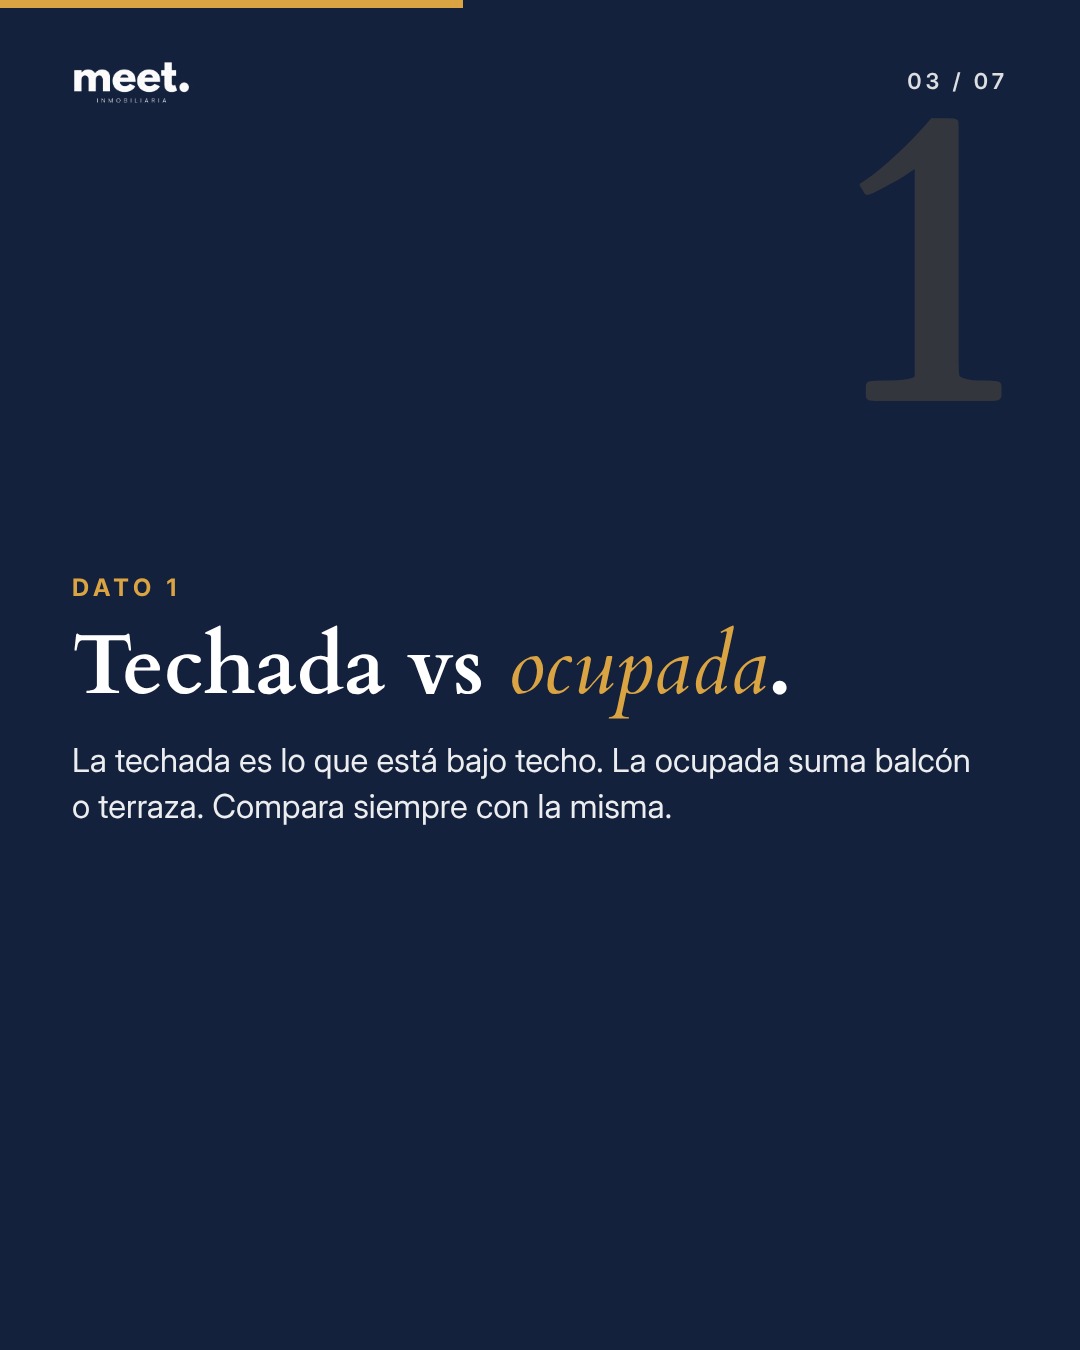 meet.
INMOBILIARIA
03 / 07
1
DATO 1
Techada vs ocupada.
La techada es lo que está bajo techo. La ocupada suma balcón
o terraza. Compara siempre con la misma.